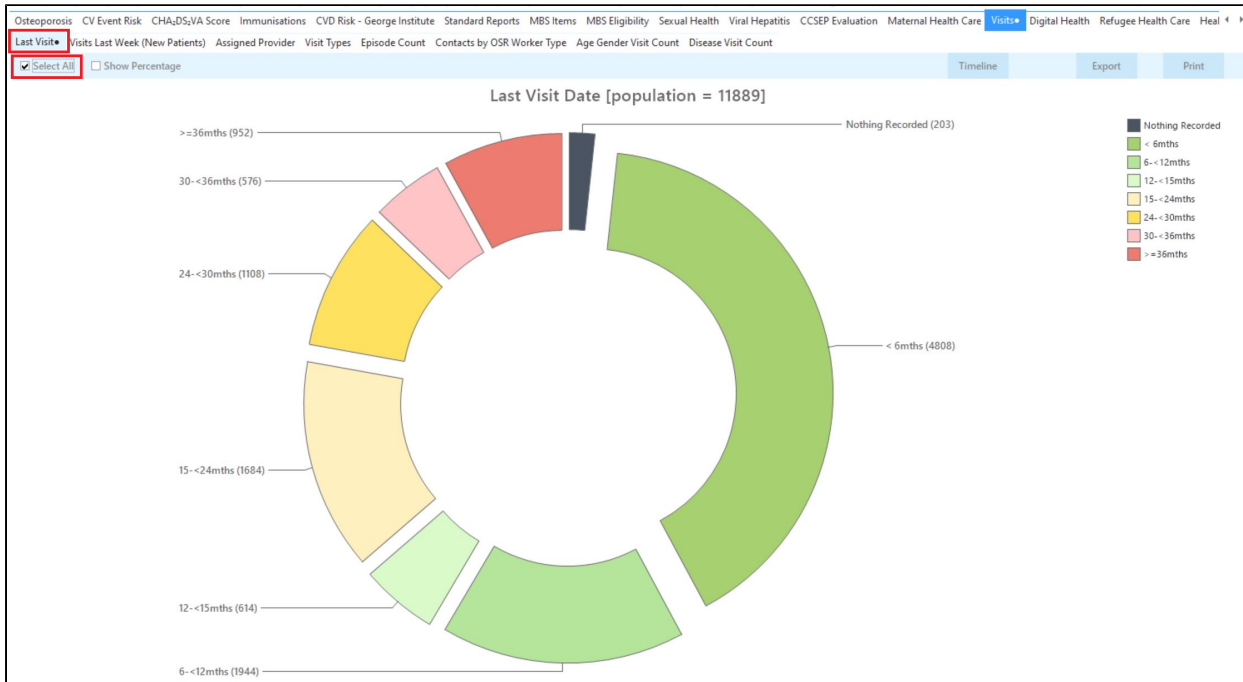 Osteoporosis CV Event Risk CHA₂DS₂VA Score Immunisations CVD Risk - George Institute Standard Reports MBS Items MBS Eligibility Sexual Health Viral Hepatitis CCSEP Evaluation Maternal Health Care Visits• Digital Health Refugee Health Care Heal
Last Visit• Visits Last Week (New Patients) Assigned Provider Visit Types Episode Count Contacts by OSR Worker Type Age Gender Visit Count Disease Visit Count
Select All Show Percentage Timeline Export Print
Last Visit Date [population = 11889]
>=36mths (952)
Nothing Recorded (203)
30-<36mths (576)
24-<30mths (1108)
< 6mths (4808)
15-<24mths (1684)
12-<15mths (614)
6-<12mths (1944)
Nothing Recorded
< 6mths
6-<12mths
12-<15mths
15-<24mths
24-<30mths
30-<36mths
>=36mths